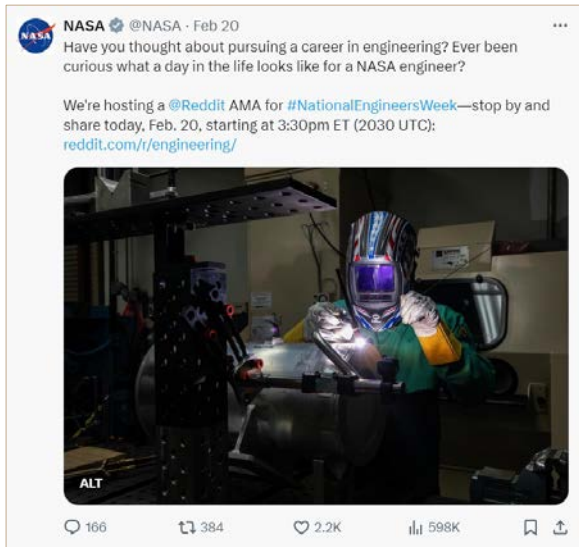 NASA @NASA · Feb 20
Have you thought about pursuing a career in engineering? Ever been
curious what a day in the life looks like for a NASA engineer?
We're hosting a @Reddit AMA for #NationalEngineersWeek—stop by and
share today, Feb. 20, starting at 3:30pm ET (2030 UTC):
reddit.com/r/engineering/
ALT
166 384 2.2K 598K